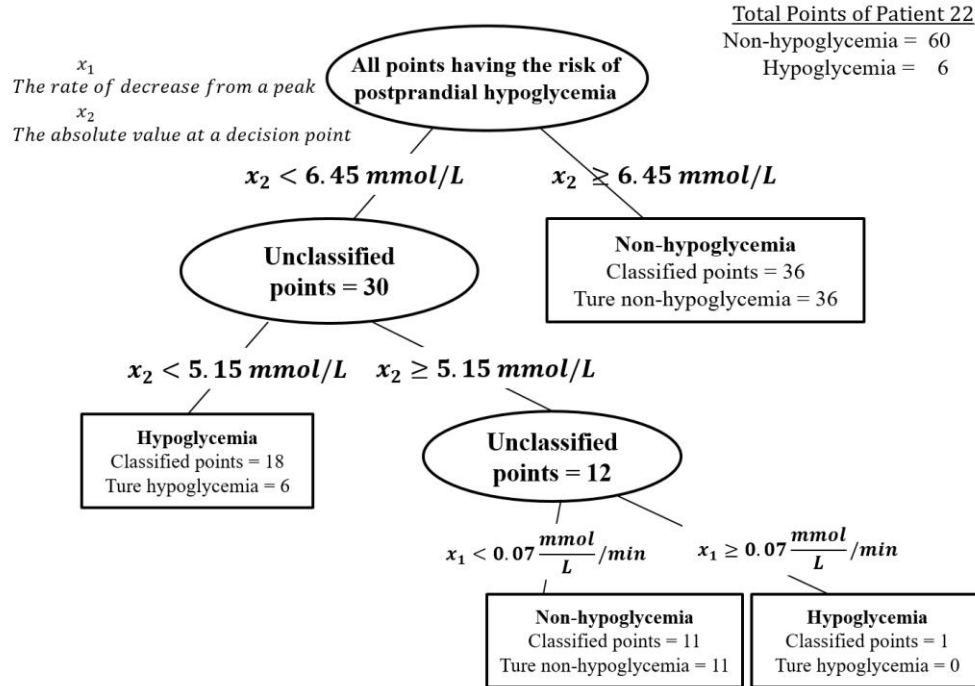 Total Points of Patient 22
Non-hypoglycemia = 60
Hypoglycemia = 6
x₁
The rate of decrease from a peak
x₂
The absolute value at a decision point
All points having the risk of
postprandial hypoglycemia
x₂ < 6.45 mmol/L
x₂ ≥ 6.45 mmol/L
Unclassified
points = 30
Non-hypoglycemia
Classified points = 36
Ture non-hypoglycemia = 36
x₂ < 5.15 mmol/L
x₂ ≥ 5.15 mmol/L
Hypoglycemia
Classified points = 18
Ture hypoglycemia = 6
Unclassified
points = 12
x₁ < 0.07 mmol/L /min
x₁ ≥ 0.07 mmol/L /min
Non-hypoglycemia
Classified points = 11
Ture non-hypoglycemia = 11
Hypoglycemia
Classified points = 1
Ture hypoglycemia = 0